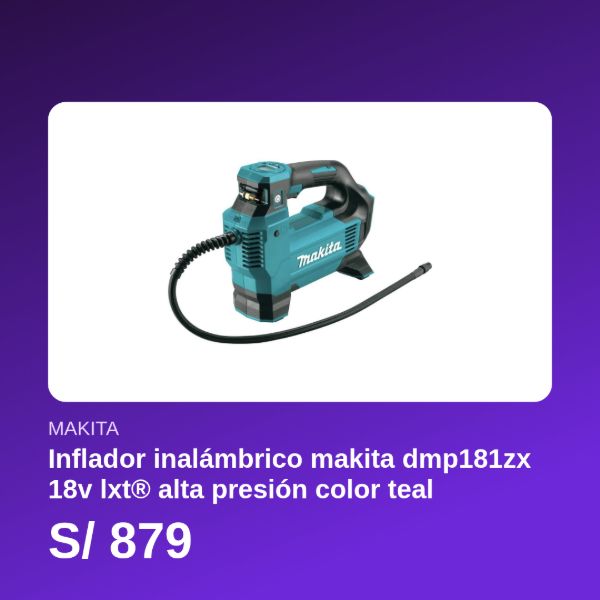 makita
MAKITA
Inflador inalámbrico makita dmp181zx
18v lxt® alta presión color teal
S/ 879